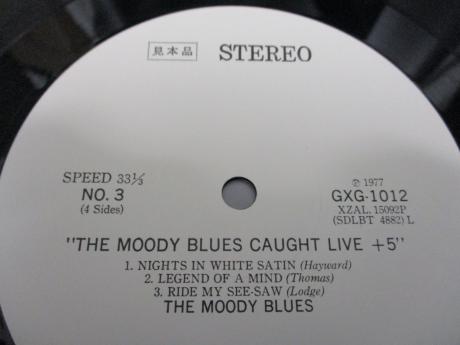 見本品 STEREO
SPEED 33⅓
NO. 3
(4 Sides)
℗ 1977
GXG-1012
XZAL. 15092P
(SDLBT 4882) L
"THE MOODY BLUES CAUGHT LIVE +5"
1. NIGHTS IN WHITE SATIN (Hayward)
2. LEGEND OF A MIND (Thomas)
3. RIDE MY SEE-SAW (Lodge)
THE MOODY BLUES